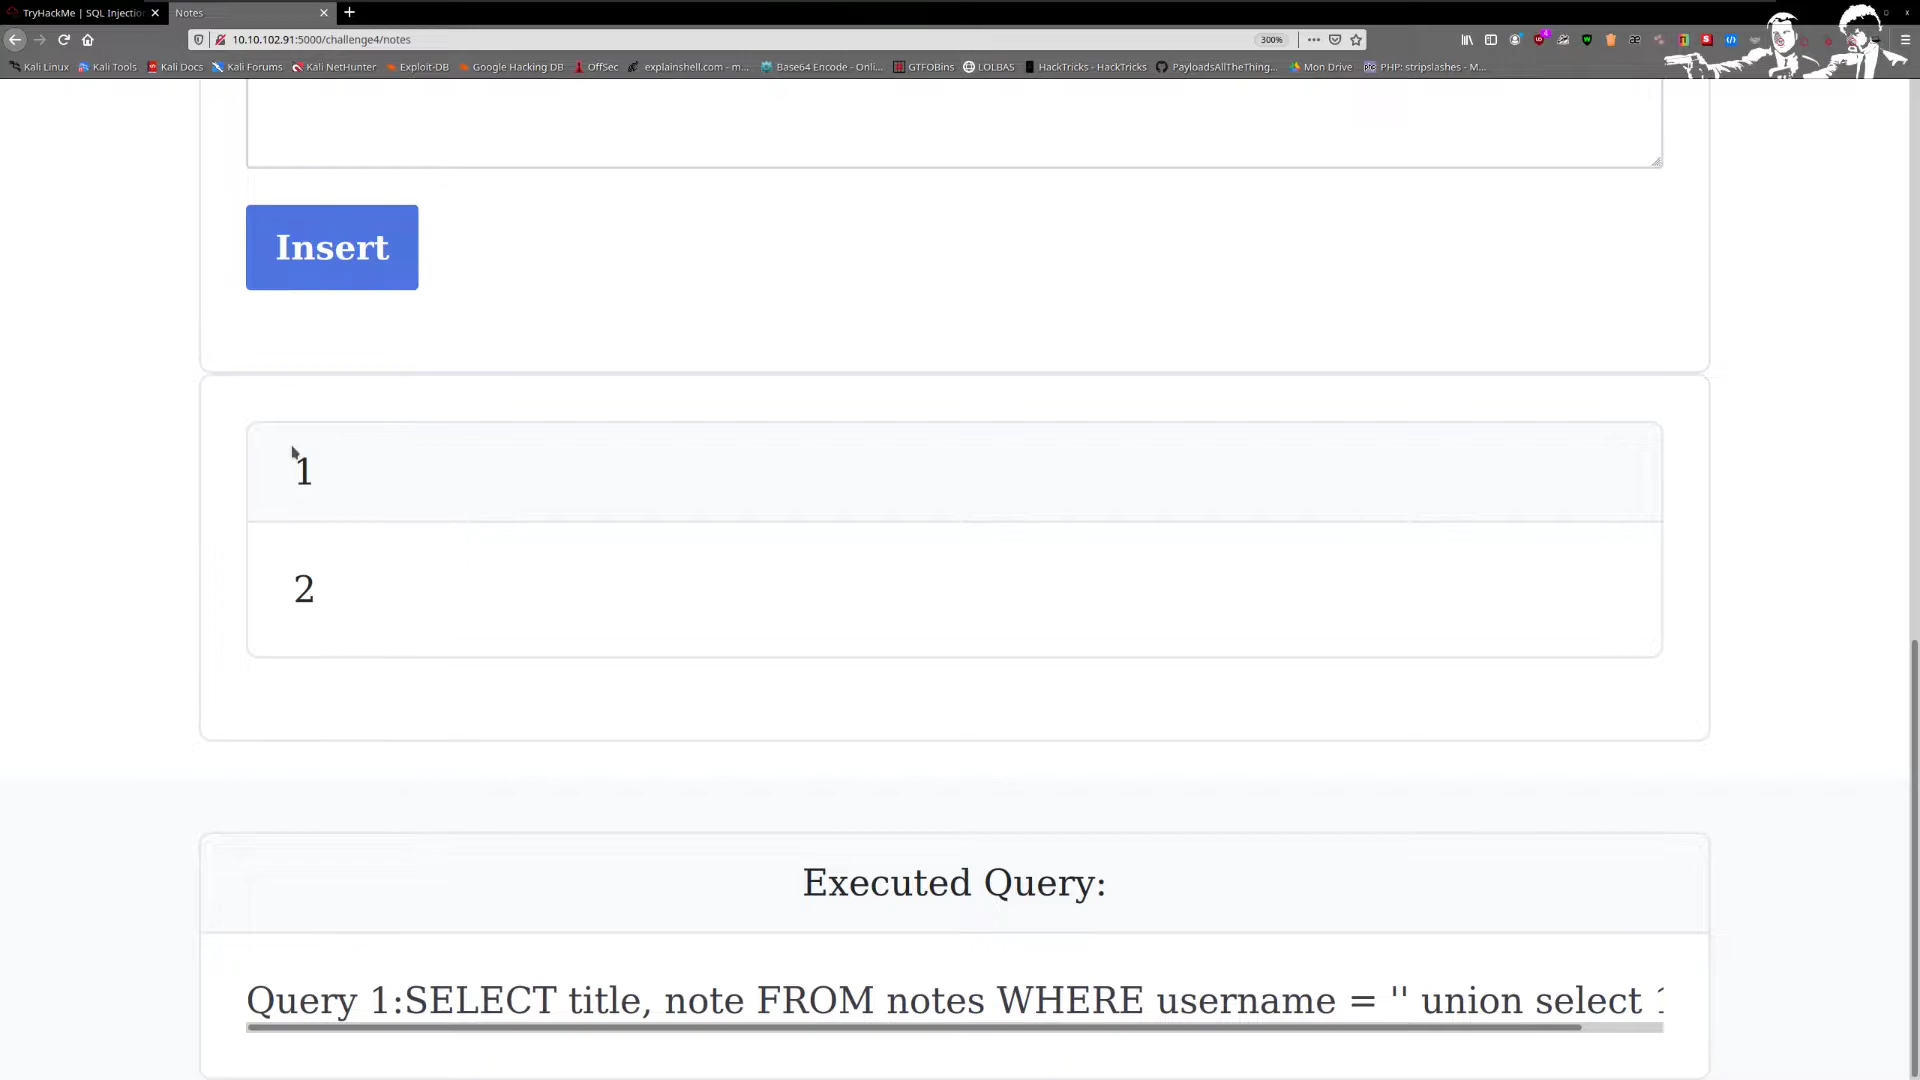 TryHackMe | SQL Injectio
Notes
10.10.102.91:5000/challenge4/notes
300%
Kali Linux
Kali Tools
Kali Docs
Kali Forums
Kali NetHunter
Exploit-DB
Google Hacking DB
OffSec
explainshell.com - m...
Base64 Encode - Onli...
GTFOBins
LOLBAS
HackTricks - HackTricks
PayloadsAllTheThing...
Mon Drive
PHP: stripslashes - M...
Insert
1
2
Executed Query:
Query 1:SELECT title, note FROM notes WHERE username = '' union select 1